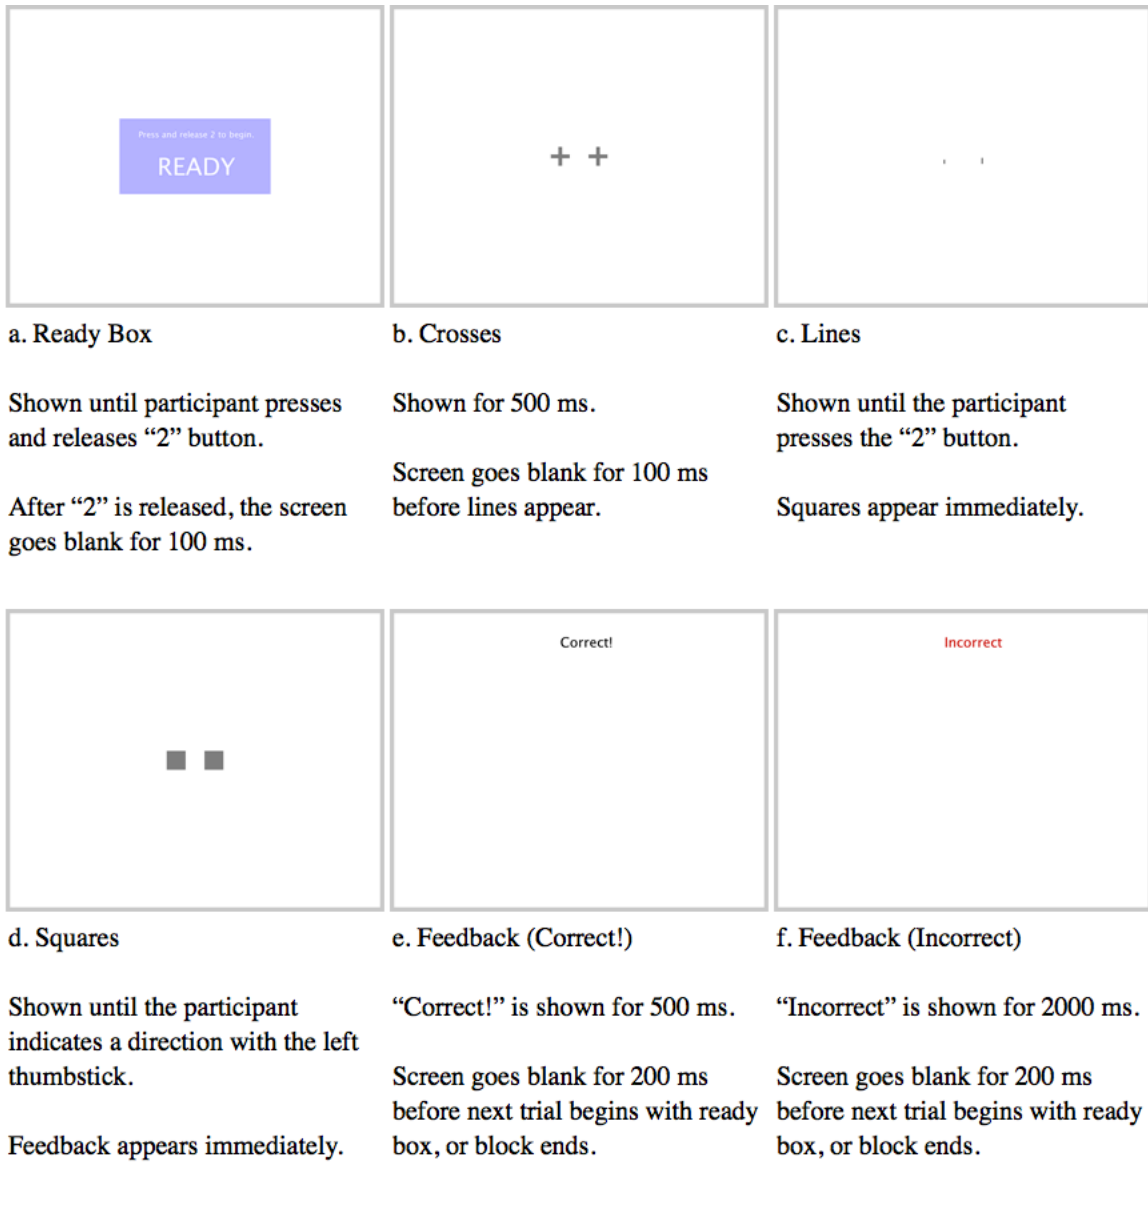 Press and release 2 to begin.
READY
a. Ready Box
Shown until participant presses
and releases “2” button.
After “2” is released, the screen
goes blank for 100 ms.
b. Crosses
Shown for 500 ms.
Screen goes blank for 100 ms
before lines appear.
c. Lines
Shown until the participant
presses the “2” button.
Squares appear immediately.
d. Squares
Shown until the participant
indicates a direction with the left
thumbstick.
Feedback appears immediately.
Correct!
e. Feedback (Correct!)
“Correct!” is shown for 500 ms.
Screen goes blank for 200 ms
before next trial begins with ready
box, or block ends.
Incorrect
f. Feedback (Incorrect)
“Incorrect” is shown for 2000 ms.
Screen goes blank for 200 ms
before next trial begins with ready
box, or block ends.